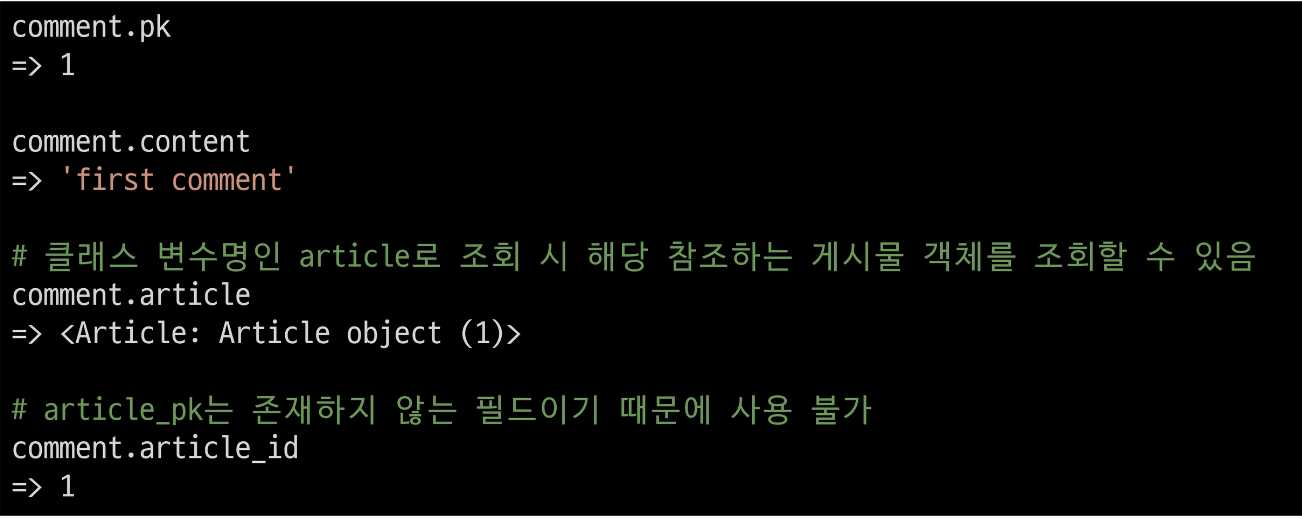 comment.pk
=> 1
comment.content
=> 'first comment'
# 클래스 변수명인 article로 조회 시 해당 참조하는 게시물 객체를 조회할 수 있음
comment.article
=> <Article: Article object (1)>
# article_pk는 존재하지 않는 필드이기 때문에 사용 불가
comment.article_id
=> 1